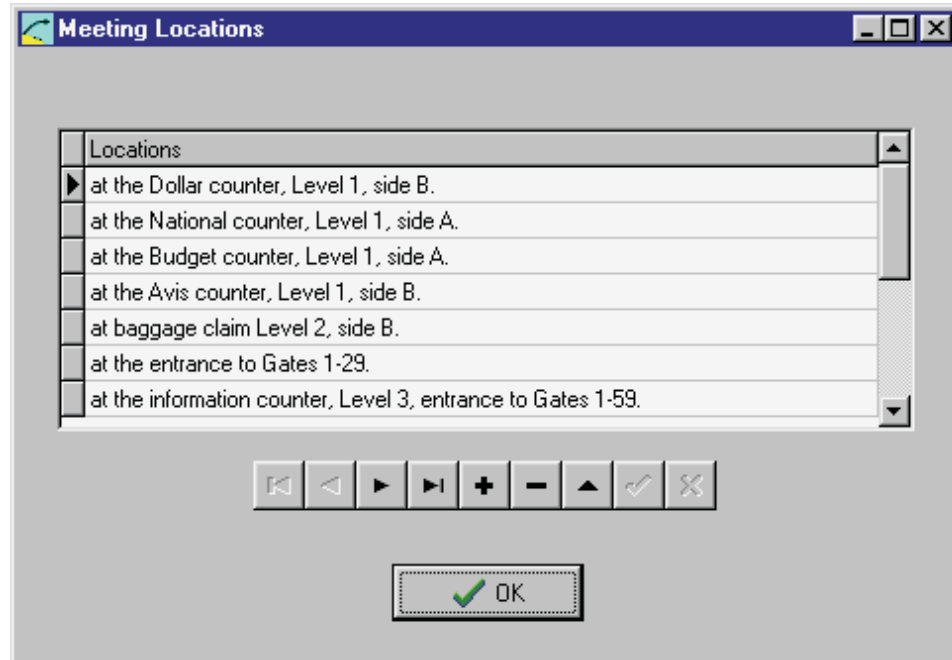 Meeting Locations
Locations
at the Dollar counter, Level 1, side B.
at the National counter, Level 1, side A.
at the Budget counter, Level 1, side A.
at the Avis counter, Level 1, side B.
at baggage claim Level 2, side B.
at the entrance to Gates 1-29.
at the information counter, Level 3, entrance to Gates 1-59.
OK